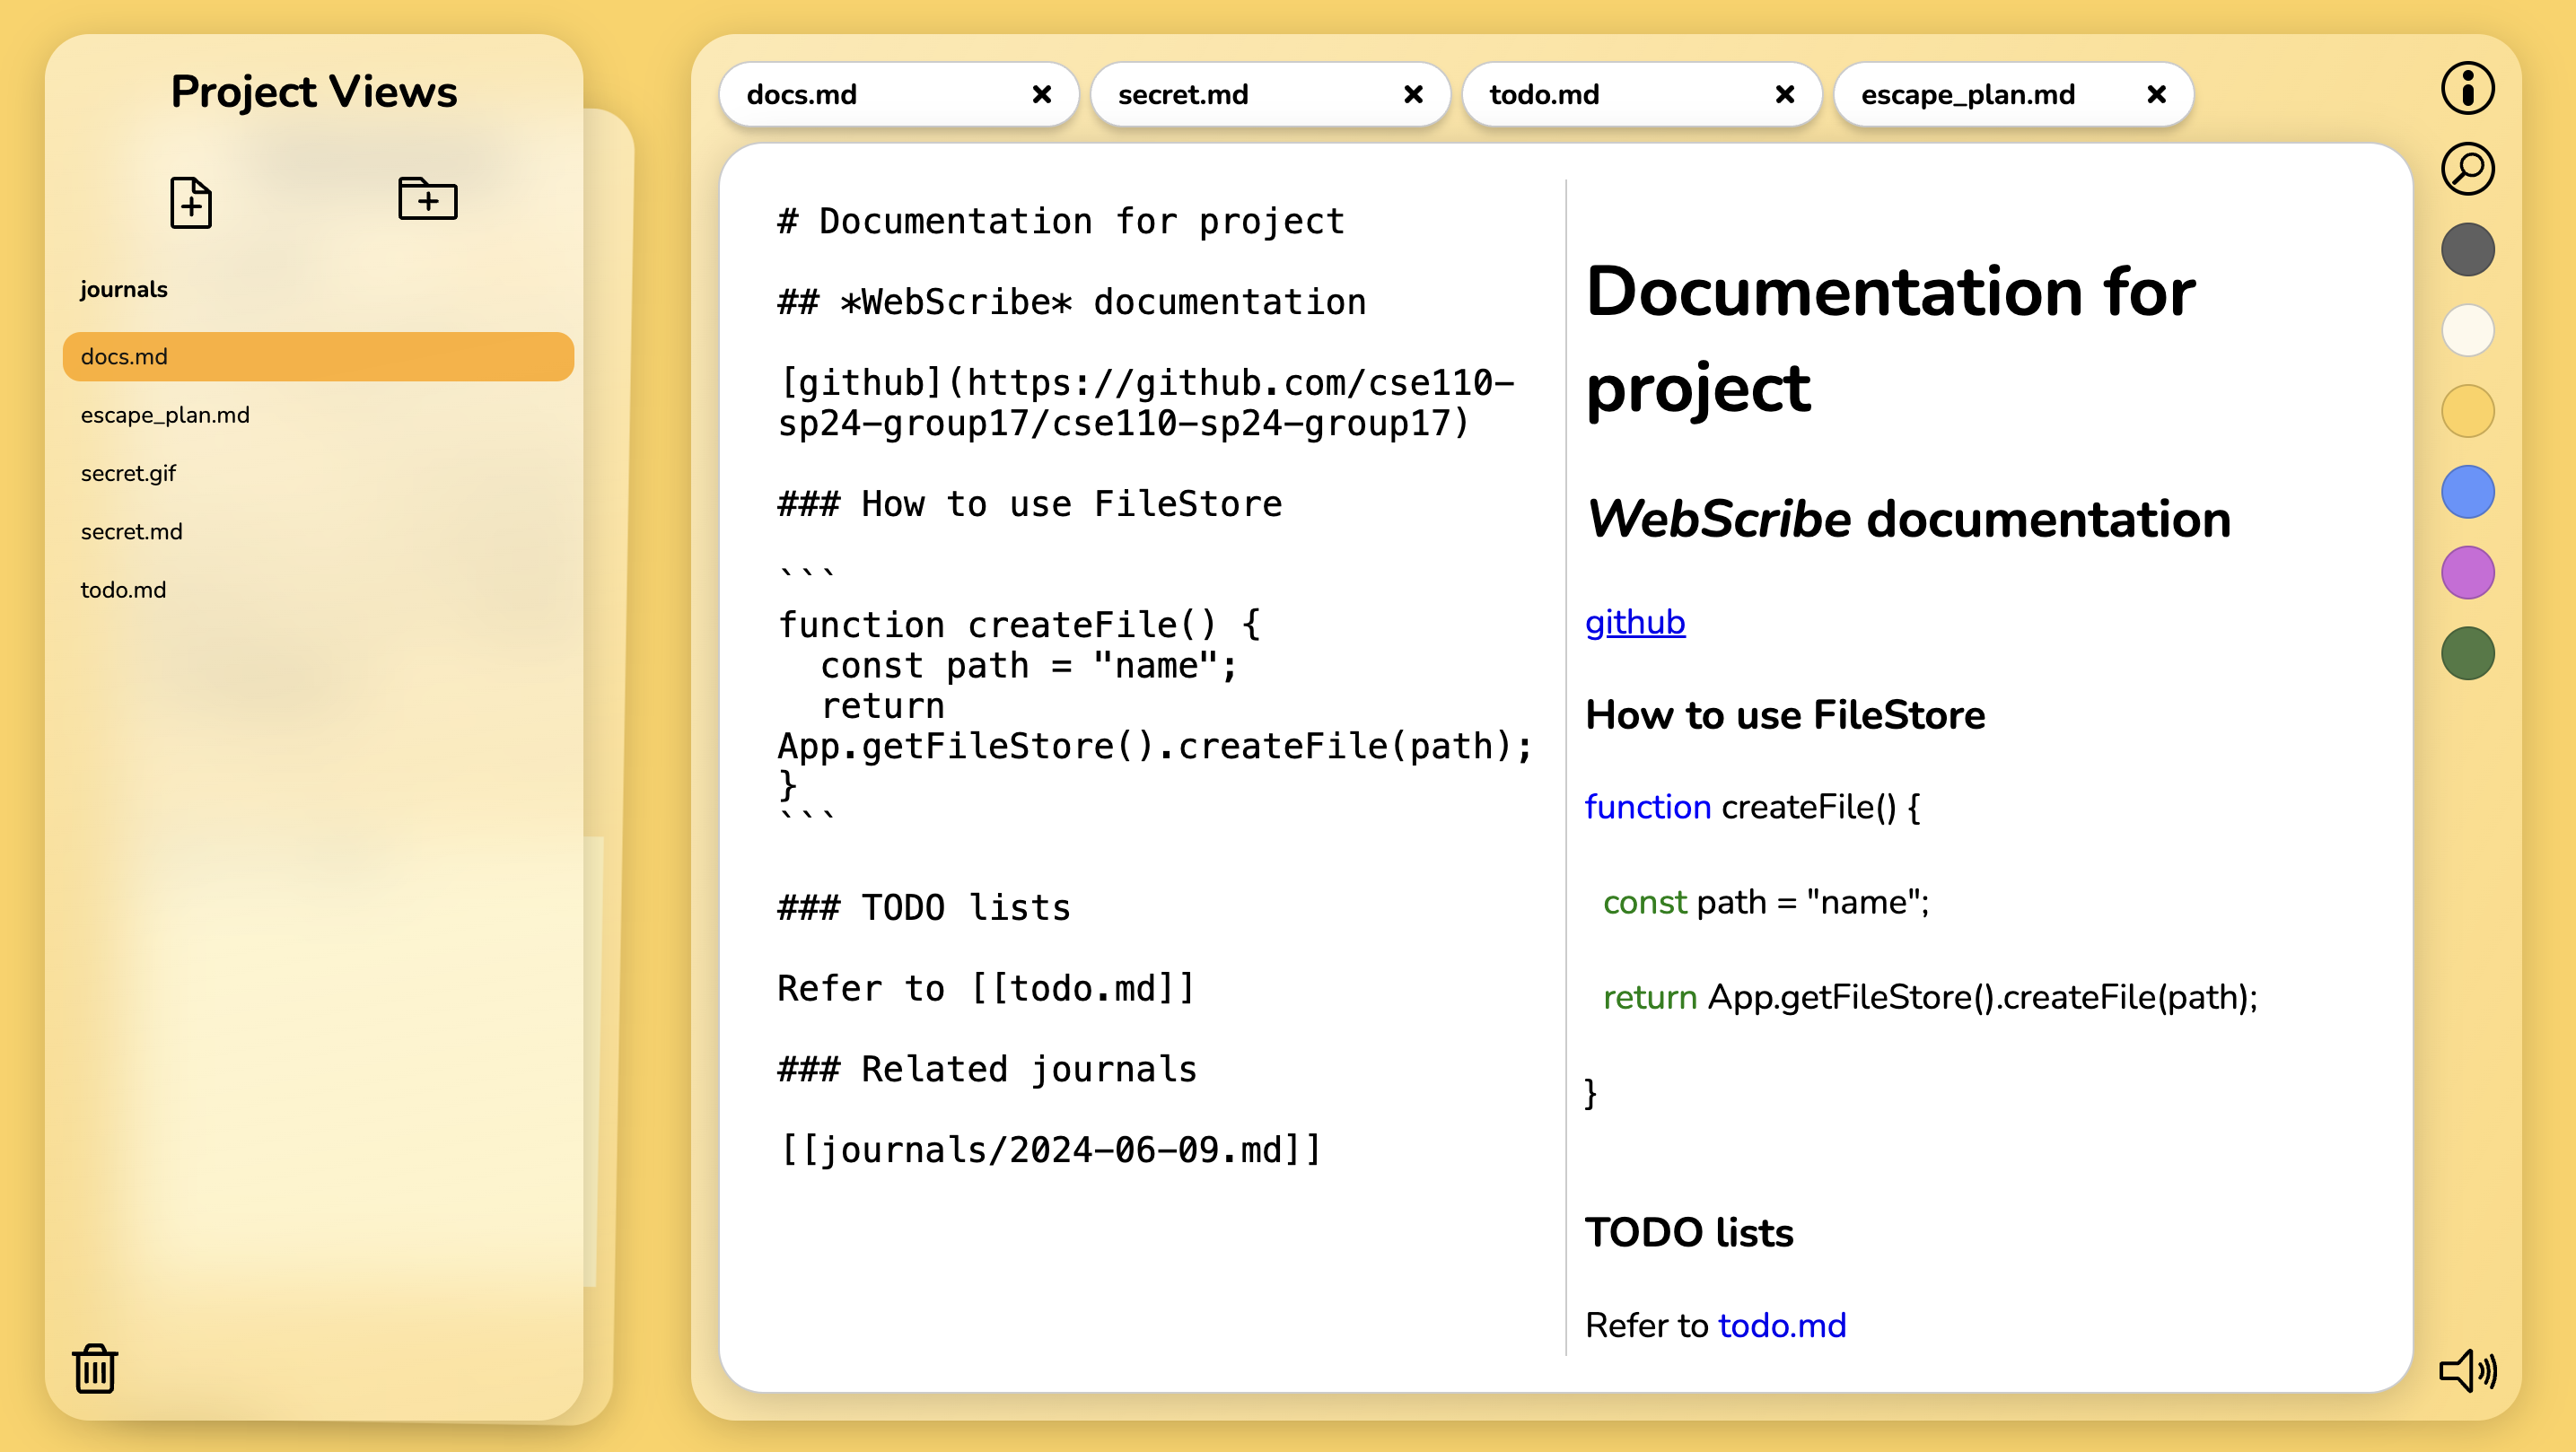 Project Views
journals
docs.md
escape_plan.md
secret.gif
secret.md
todo.md
docs.md
secret.md
todo.md
escape_plan.md
# Documentation for project
## *WebScribe* documentation
[github](https://github.com/cse110-
sp24-group17/cse110-sp24-group17)
### How to use FileStore
```
function createFile() {
  const path = "name";
  return
App.getFileStore().createFile(path);
}
```
### TODO lists
Refer to [[todo.md]]
### Related journals
[[journals/2024-06-09.md]]
Documentation for
project
WebScribe documentation
github
How to use FileStore
function createFile() {
  const path = "name";
  return App.getFileStore().createFile(path);
}
TODO lists
Refer to todo.md